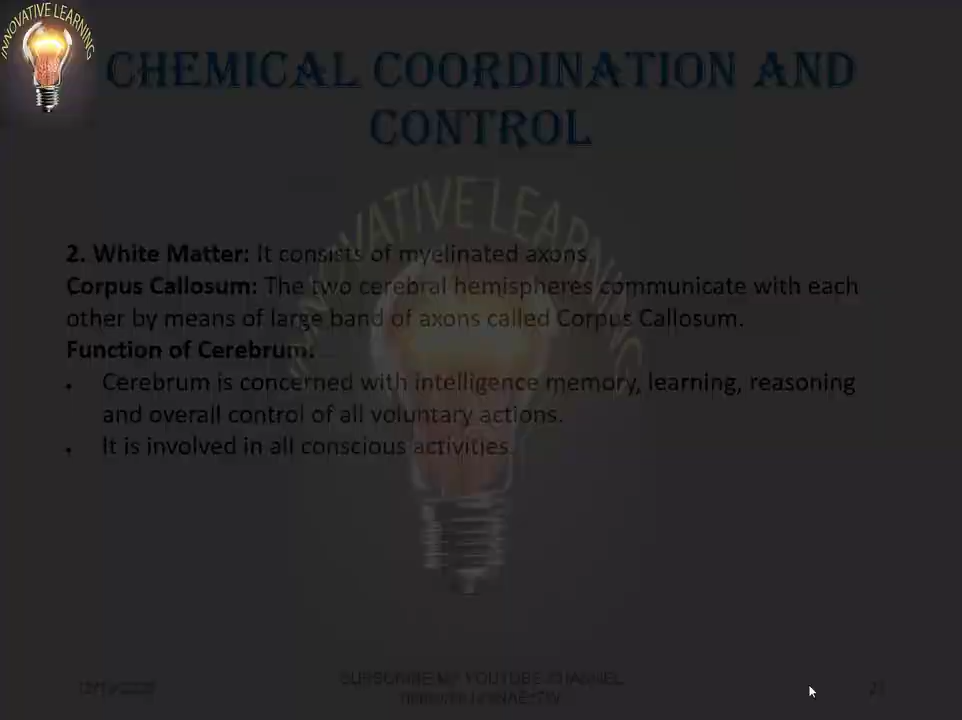 INNOVATIVE LEARNING
CHEMICAL COORDINATION AND
CONTROL
INNOVATIVE LEARNING
2. White Matter: It consists of myelinated axons.
Corpus Callosum: The two cerebral hemispheres communicate with each
other by means of large band of axons called Corpus Callosum.
Function of Cerebrum:
• Cerebrum is concerned with intelligence memory, learning, reasoning
and overall control of all voluntary actions.
• It is involved in all conscious activities.
SUBSCRIBE MY YOUTUBE CHANNEL